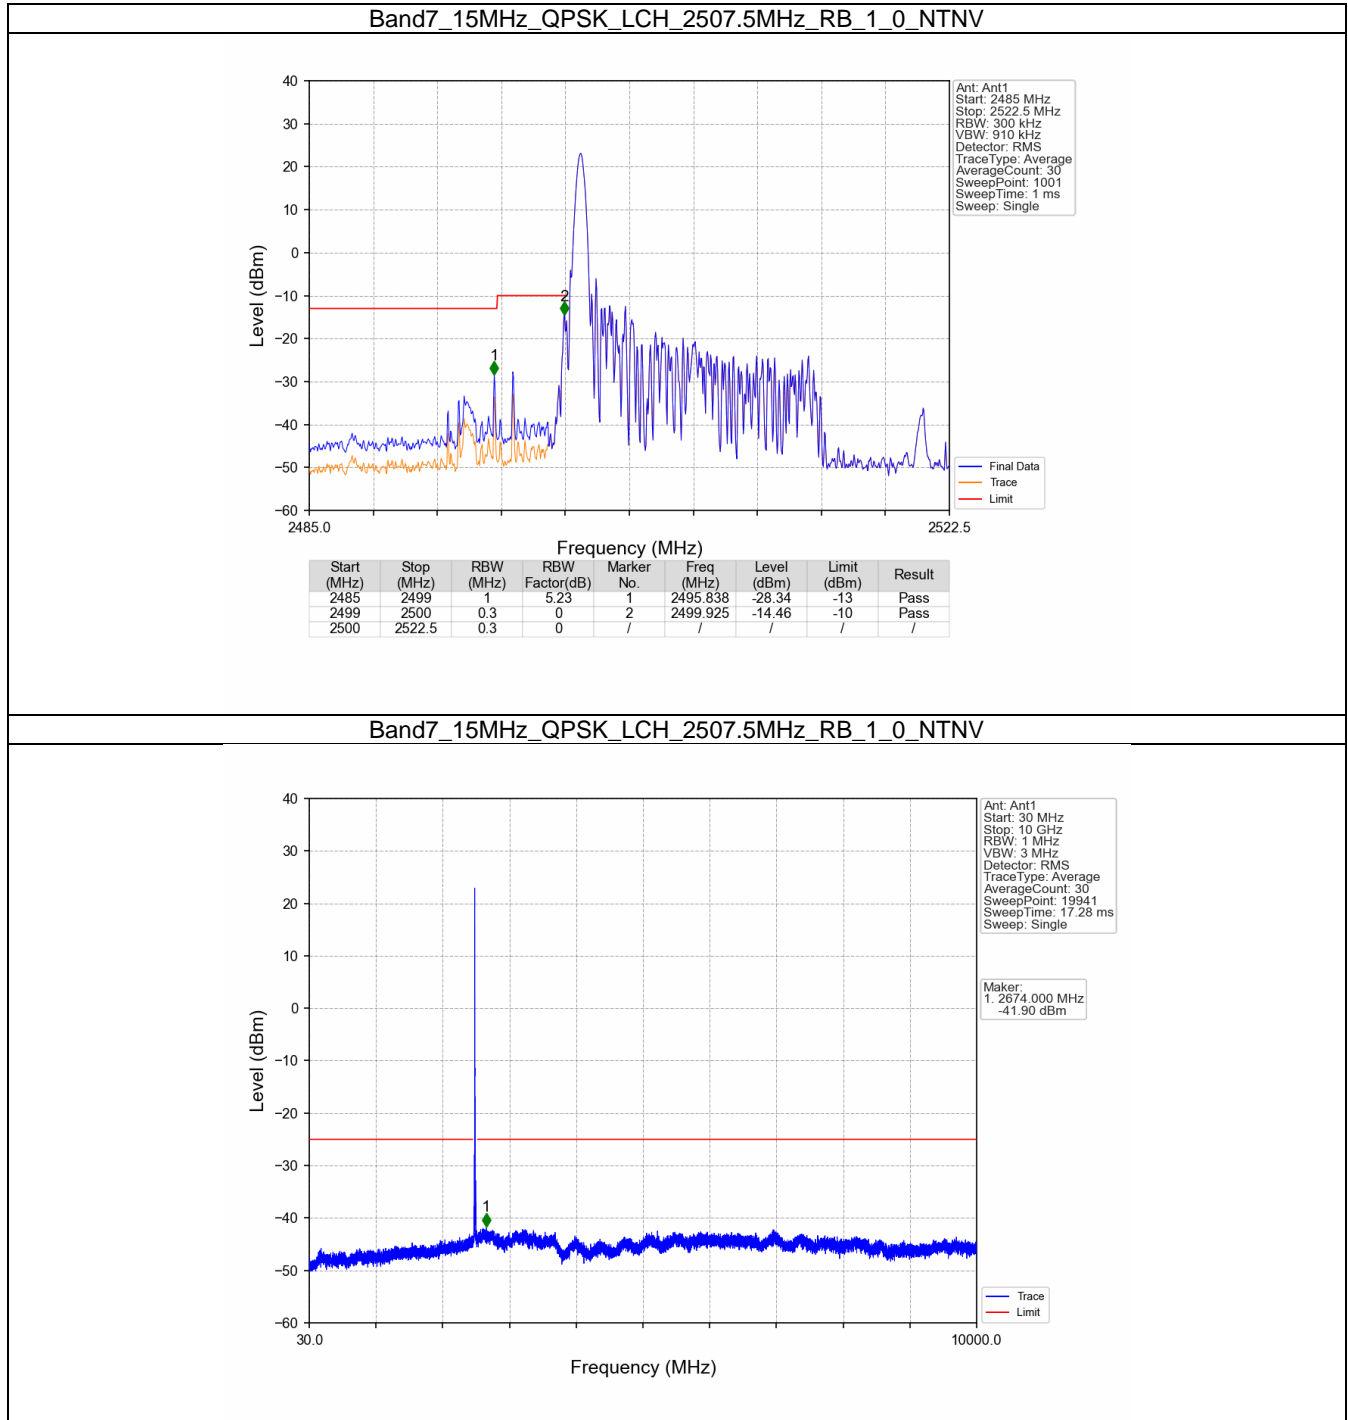 Band7_15MHz_QPSK_LCH_2507.5MHz_RB_1_0_NTNV
40
30
20
10
0
−10
−20
−30
−40
−50
−60
Level (dBm)
1
2
2485.0
2522.5
Frequency (MHz)
Ant: Ant1
Start: 2485 MHz
Stop: 2522.5 MHz
RBW: 300 kHz
VBW: 910 kHz
Detector: RMS
TraceType: Average
AverageCount: 30
SweepPoint: 1001
SweepTime: 1 ms
Sweep: Single
Final Data
Trace
Limit
Start (MHz) Stop (MHz) RBW (MHz) RBW Factor(dB) Marker No. Freq (MHz) Level (dBm) Limit (dBm) Result
2485 2499 1 5.23 1 2495.838 -28.34 -13 Pass
2499 2500 0.3 0 2 2499.925 -14.46 -10 Pass
2500 2522.5 0.3 0 / / / / /
Band7_15MHz_QPSK_LCH_2507.5MHz_RB_1_0_NTNV
40
30
20
10
0
−10
−20
−30
−40
−50
−60
Level (dBm)
1
30.0
10000.0
Frequency (MHz)
Ant: Ant1
Start: 30 MHz
Stop: 10 GHz
RBW: 1 MHz
VBW: 3 MHz
Detector: RMS
TraceType: Average
AverageCount: 30
SweepPoint: 19941
SweepTime: 17.28 ms
Sweep: Single
Maker:
1. 2674.000 MHz
-41.90 dBm
Trace
Limit